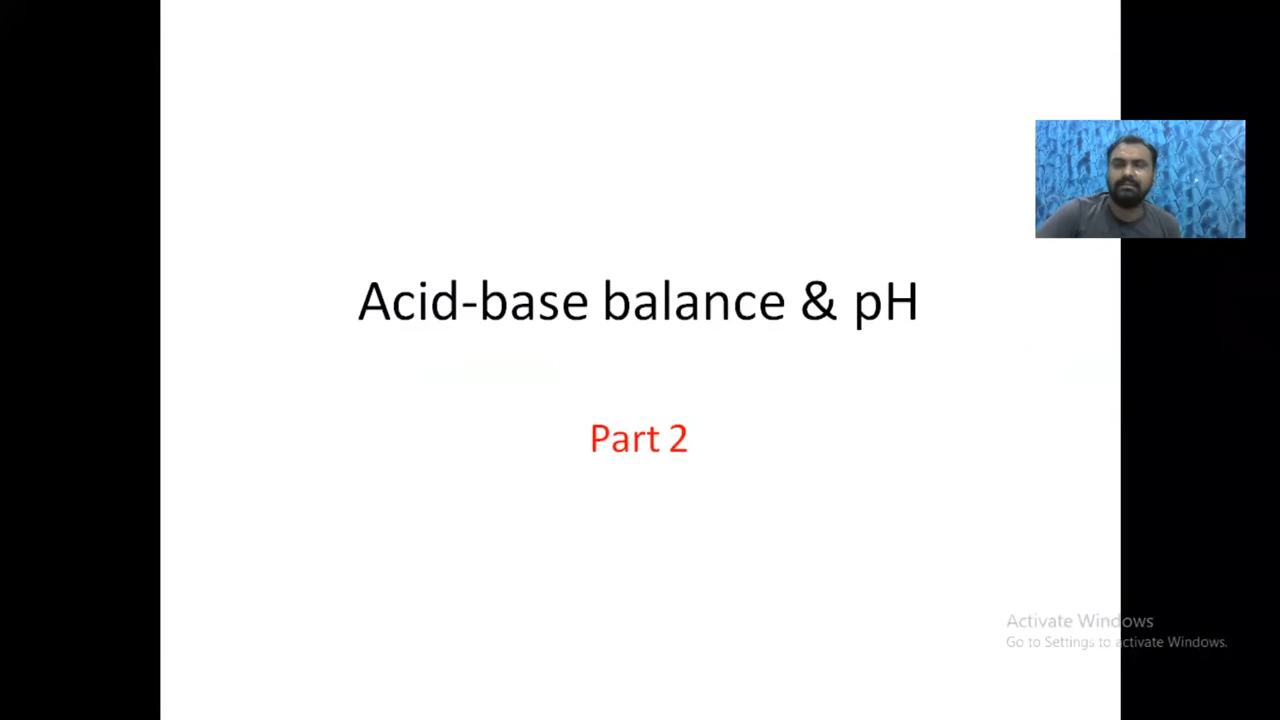 Acid-base balance & pH
Part 2
Activate Windows
Go to Settings to activate Windows.